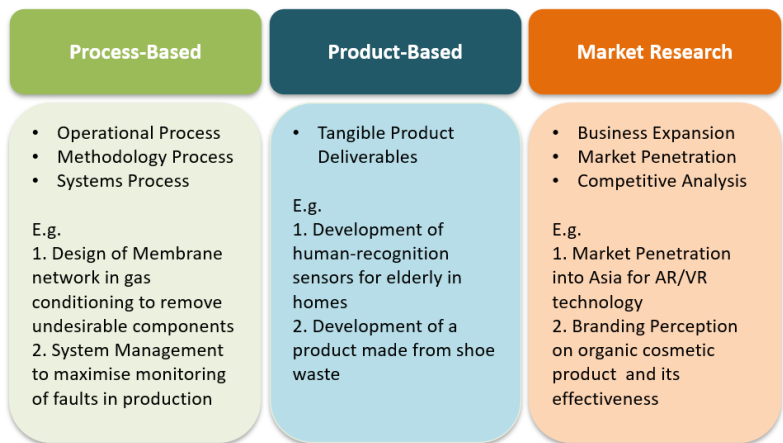 Process-Based
• Operational Process
• Methodology Process
• Systems Process
E.g.
1. Design of Membrane
network in gas
conditioning to remove
undesirable components
2. System Management
to maximise monitoring
of faults in production
Product-Based
• Tangible Product
Deliverables
E.g.
1. Development of
human-recognition
sensors for elderly in
homes
2. Development of a
product made from shoe
waste
Market Research
• Business Expansion
• Market Penetration
• Competitive Analysis
E.g.
1. Market Penetration
into Asia for AR/VR
technology
2. Branding Perception
on organic cosmetic
product and its
effectiveness